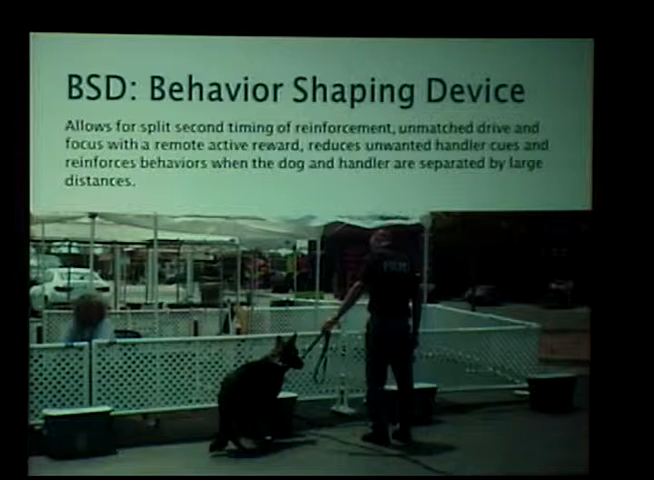 BSD: Behavior Shaping Device
Allows for split second timing of reinforcement, unmatched drive and
focus with a remote active reward, reduces unwanted handler cues and
reinforces behaviors when the dog and handler are separated by large
distances.